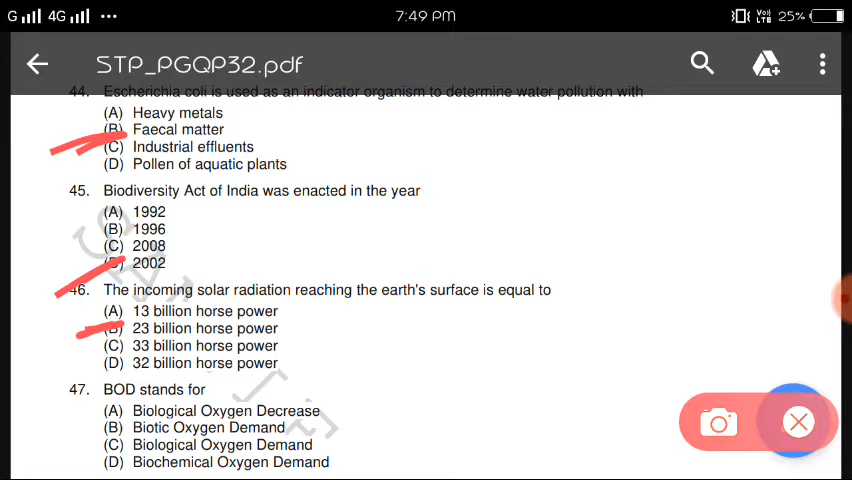 G 4G ••• 7:49 PM VoI) LTE 25%
STP_PGQP32.pdf
44. Escherichia coli is used as an indicator organism to determine water pollution with
(A) Heavy metals
(B) Faecal matter
(C) Industrial effluents
(D) Pollen of aquatic plants
45. Biodiversity Act of India was enacted in the year
(A) 1992
(B) 1996
(C) 2008
(D) 2002
46. The incoming solar radiation reaching the earth's surface is equal to
(A) 13 billion horse power
(B) 23 billion horse power
(C) 33 billion horse power
(D) 32 billion horse power
47. BOD stands for
(A) Biological Oxygen Decrease
(B) Biotic Oxygen Demand
(C) Biological Oxygen Demand
(D) Biochemical Oxygen Demand